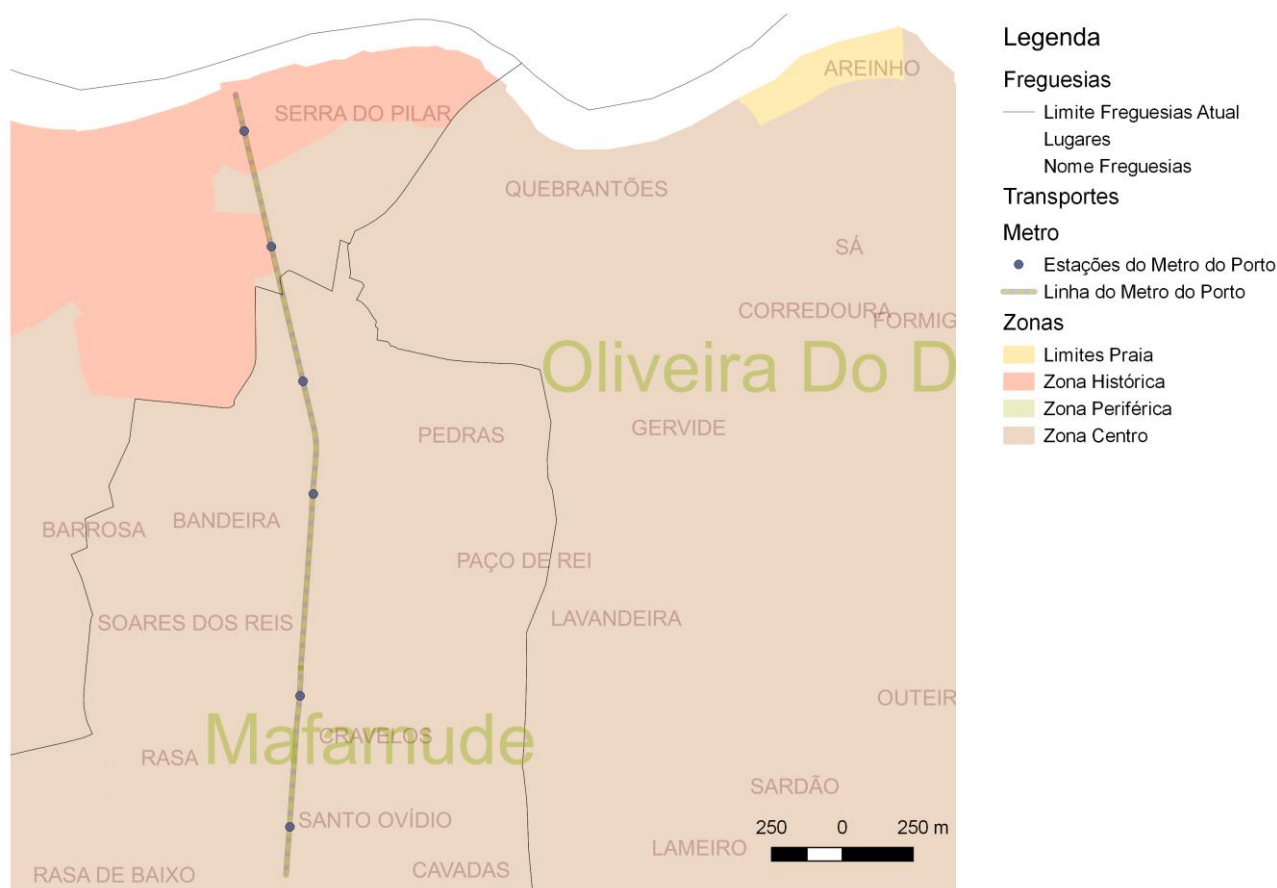 AREINHO
SERRA DO PILAR
QUEBRANTÕES
SÁ
CORREDOURA
FORMIG
Oliveira Do D
PEDRAS
GERVIDE
BARROSA
BANDEIRA
PAÇO DE REI
SOARES DOS REIS
LAVANDEIRA
OUTEIR
Mafamude
CRAVELOS
RASA
SARDÃO
SANTO OVÍDIO
LAMEIRO
RASA DE BAIXO
CAVADAS
250 0 250 m
Legenda
Freguesias
Limite Freguesias Atual
Lugares
Nome Freguesias
Transportes
Metro
Estações do Metro do Porto
Linha do Metro do Porto
Zonas
Limites Praia
Zona Histórica
Zona Periférica
Zona Centro